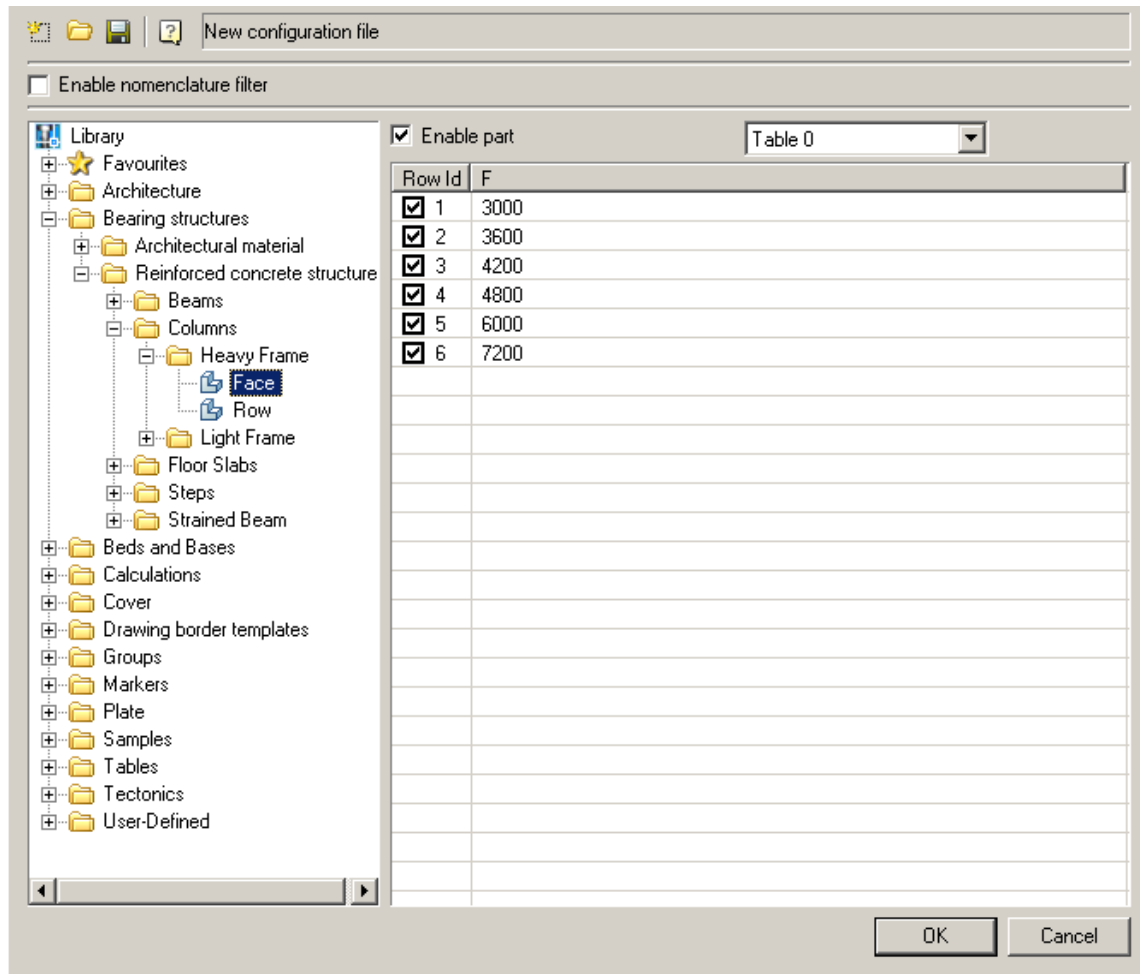 New configuration file
Enable nomenclature filter
Library
Favourites
Architecture
Bearing structures
Architectural material
Reinforced concrete structure
Beams
Columns
Heavy Frame
Face
Row
Light Frame
Floor Slabs
Steps
Strained Beam
Beds and Bases
Calculations
Cover
Drawing border templates
Groups
Markers
Plate
Samples
Tables
Tectonics
User-Defined
Enable part Table 0
Row Id F
1 3000
2 3600
3 4200
4 4800
5 6000
6 7200
OK Cancel